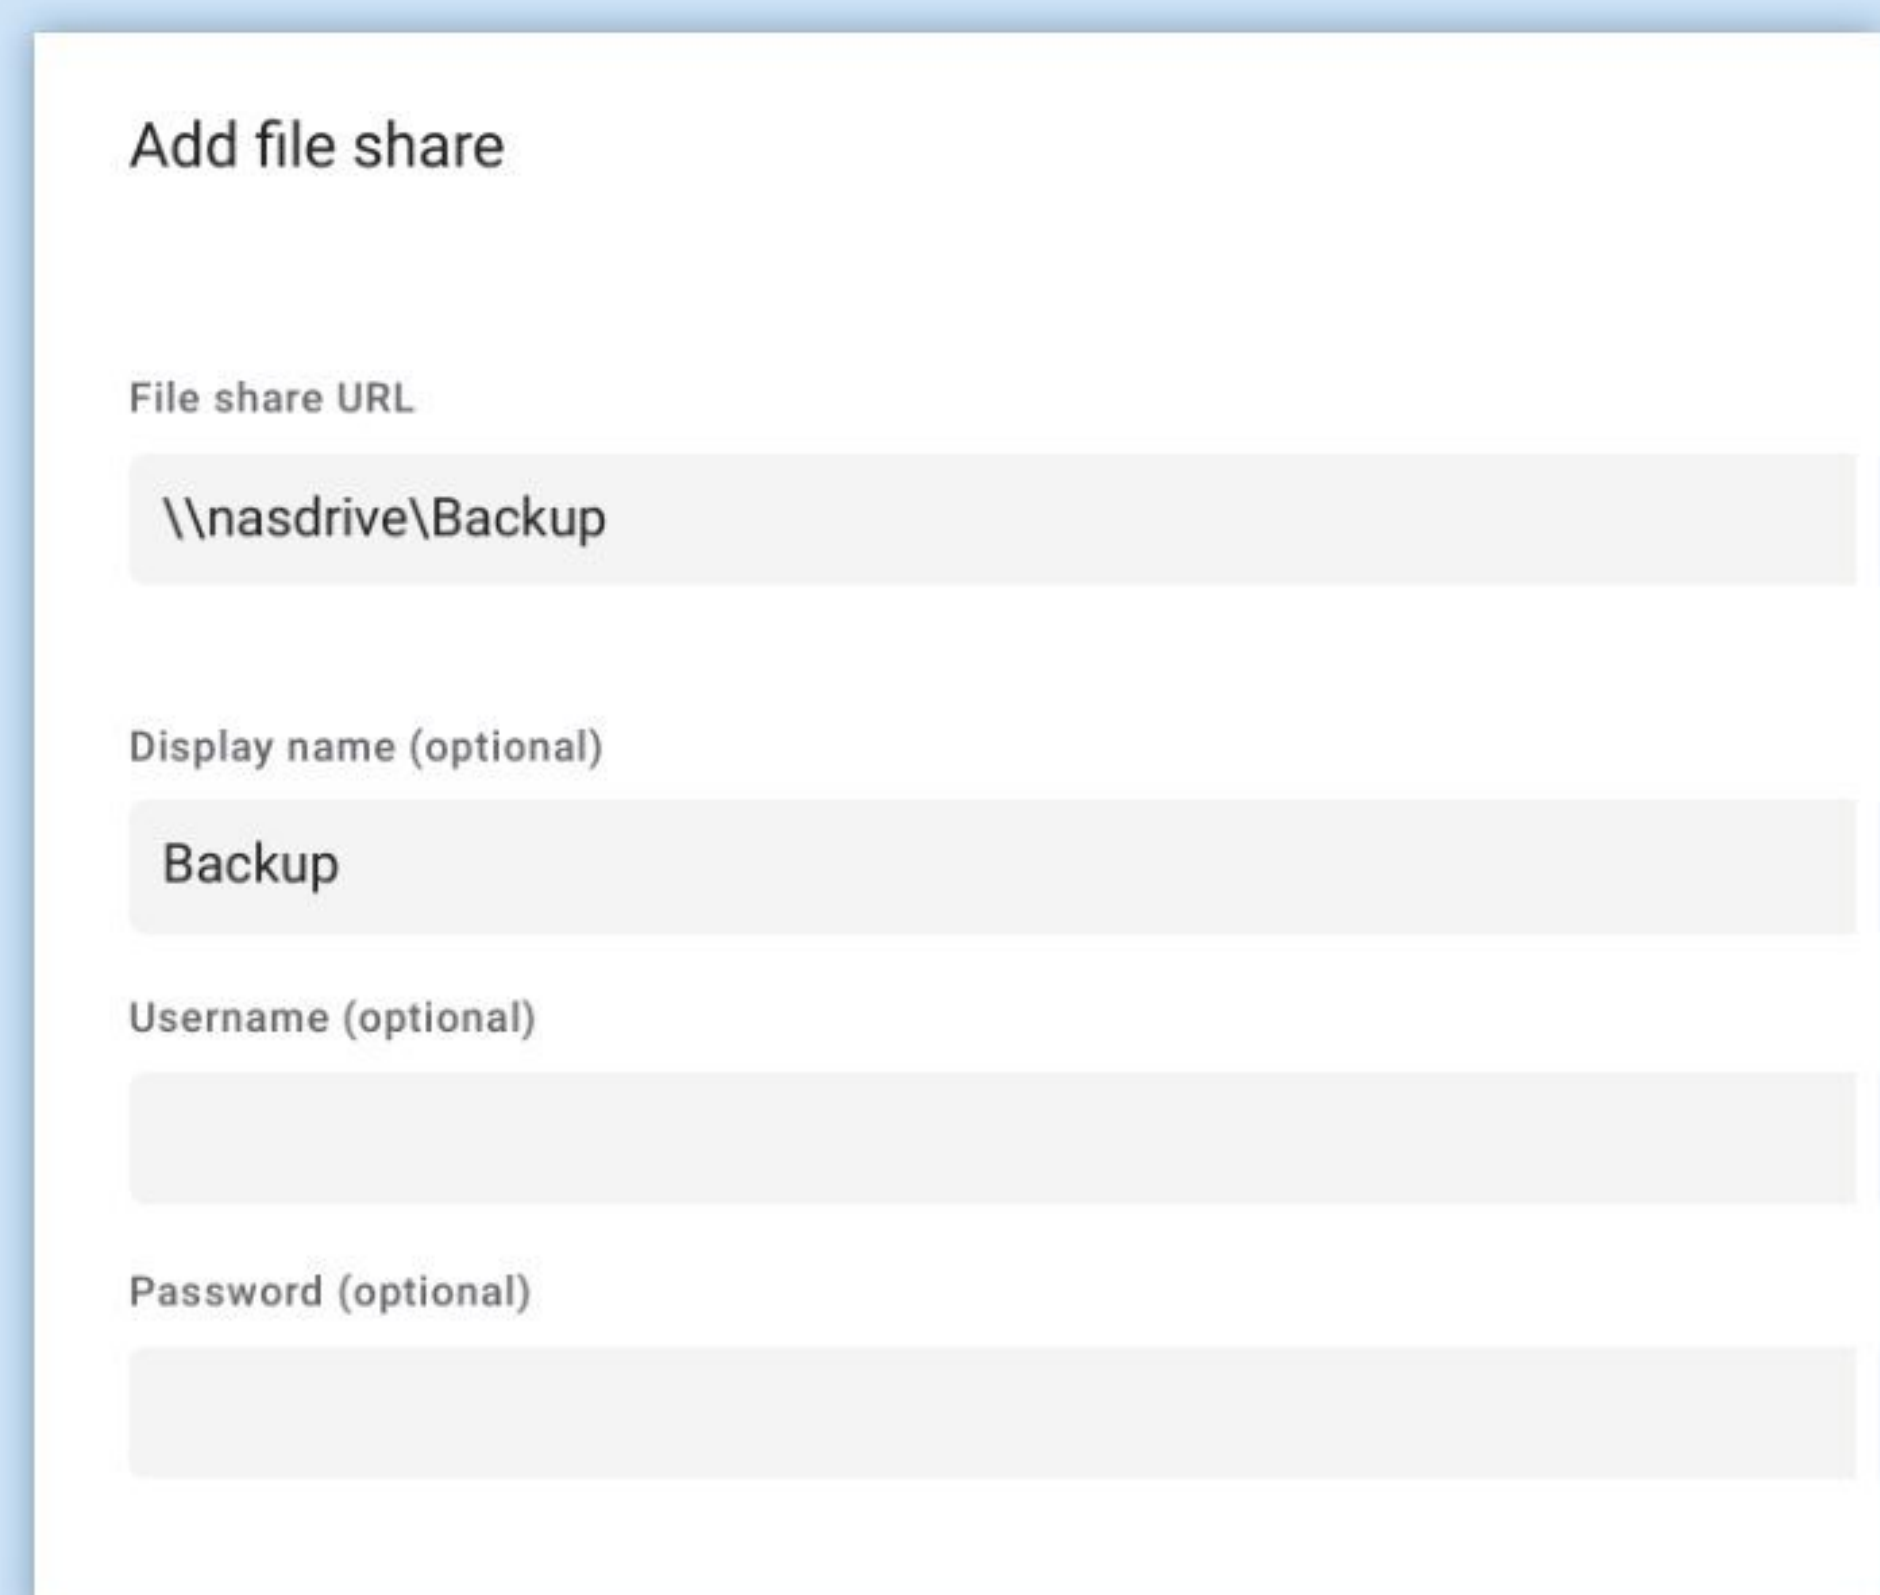 Add file share
File share URL
\\nasdrive\Backup
Display name (optional)
Backup
Username (optional)
Password (optional)